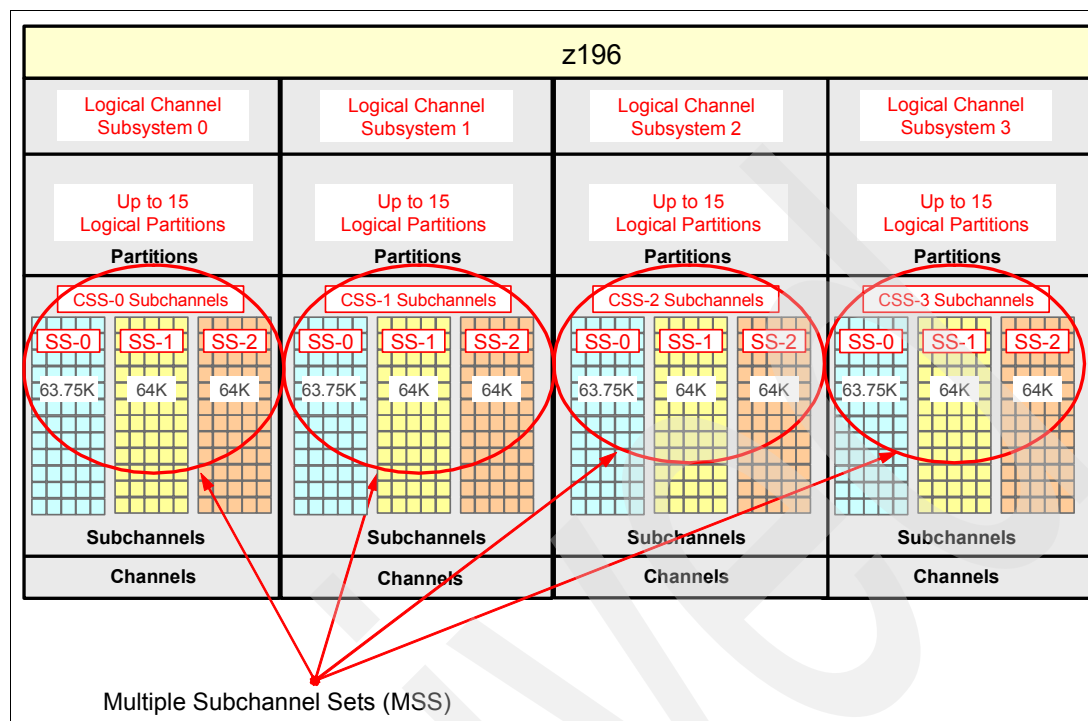 z196
Logical Channel
Subsystem 0
Logical Channel
Subsystem 1
Logical Channel
Subsystem 2
Logical Channel
Subsystem 3
Up to 15
Logical Partitions
Partitions
Up to 15
Logical Partitions
Partitions
Up to 15
Logical Partitions
Partitions
Up to 15
Logical Partitions
Partitions
CSS-0 Subchannels
SS-0 SS-1 SS-2
63.75K 64K 64K
Subchannels
CSS-1 Subchannels
SS-0 SS-1 SS-2
63.75K 64K 64K
Subchannels
CSS-2 Subchannels
SS-0 SS-1 SS-2
63.75K 64K 64K
Subchannels
CSS-3 Subchannels
SS-0 SS-1 SS-2
63.75K 64K 64K
Subchannels
Channels
Channels
Channels
Channels
Multiple Subchannel Sets (MSS)